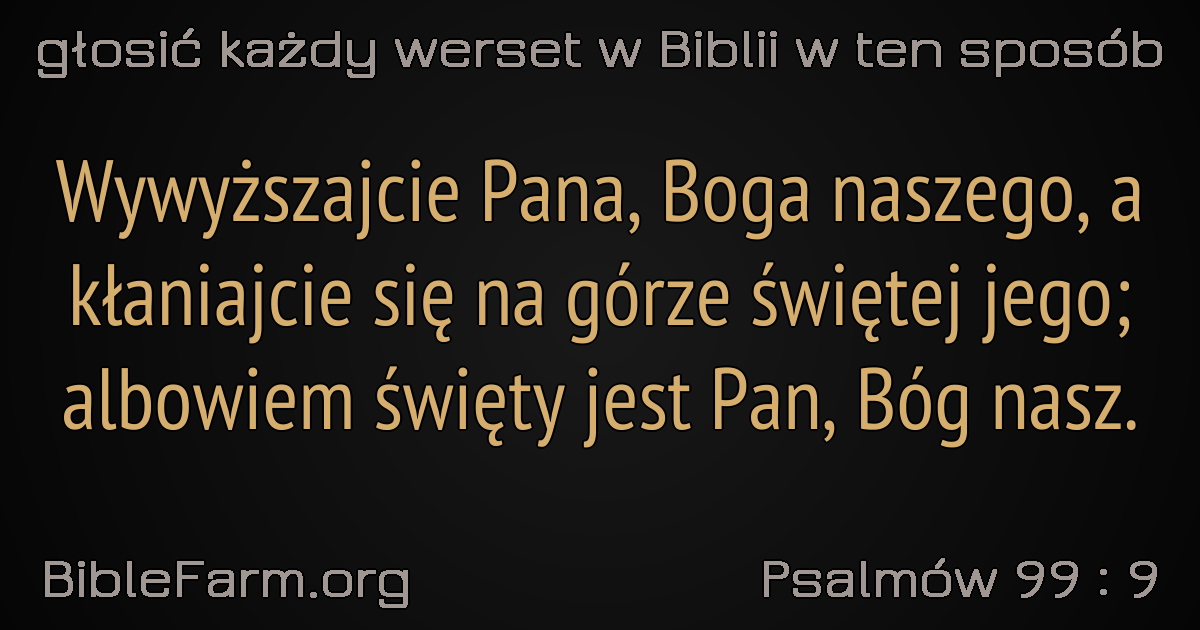 głosić każdy werset w Biblii w ten sposób
Wywyższajcie Pana, Boga naszego, a
kłaniajcie się na górze świętej jego;
albowiem święty jest Pan, Bóg nasz.
BibleFarm.org
Psalmów 99 : 9